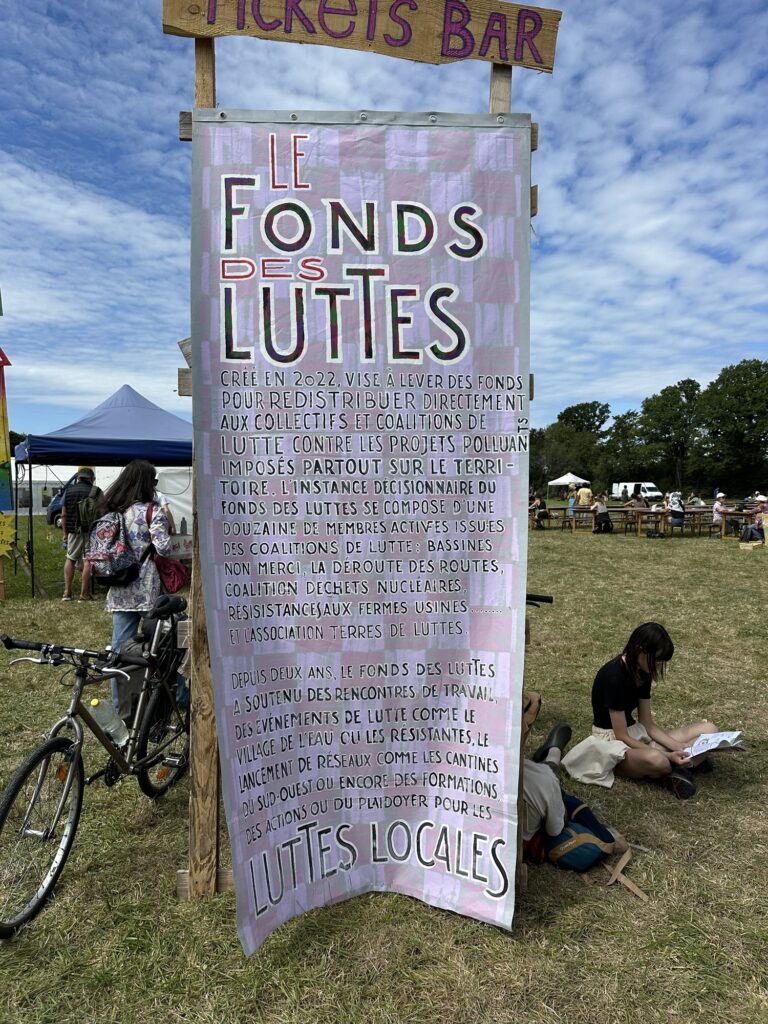 TICKETS BAR
LE
FONDS
DES
LUTTES
CRÉÉ EN 2022, VISE À LEVER DES FONDS
POUR REDISTRIBUER DIRECTEMENT
AUX COLLECTIFS ET COALITIONS DE
LUTTE CONTRE LES PROJETS POLLUANTS
IMPOSÉS PARTOUT SUR LE TERRI-
TOIRE. L'INSTANCE DÉCISIONNAIRE DU
FONDS DES LUTTES SE COMPOSE D'UNE
DOUZAINE DE MEMBRES ACTIVES ISSUES
DES COALITIONS DE LUTTE : BASSINES
NON MERCI, LA DÉROUTE DES ROUTES,
COALITION DÉCHETS NUCLÉAIRES,
RÉSISTANCES AUX FERMES USINES ........
ET L'ASSOCIATION TERRES DE LUTTES.
DEPUIS DEUX ANS, LE FONDS DES LUTTES
A SOUTENU DES RENCONTRES DE TRAVAIL,
DES ÉVÉNEMENTS DE LUTTE COMME LE
VILLAGE DE L'EAU OU LES RÉSISTANTES, LE
LANCEMENT DE RÉSEAUX COMME LES CANTINES
DU SUD-OUEST OU ENCORE DES FORMATIONS,
DES ACTIONS OU DU PLAIDOYER POUR LES
LUTTES LOCALES